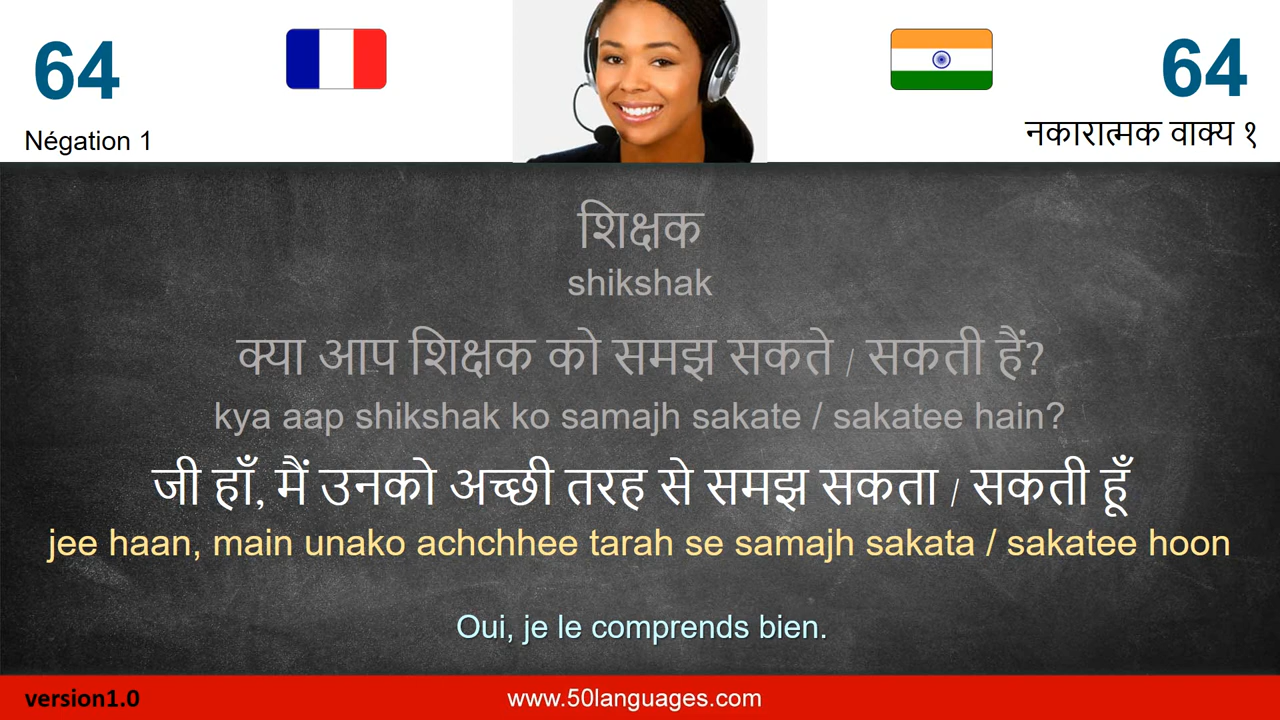 64
64
Négation 1
नकारात्मक वाक्य १
शिक्षक
shikshak
क्या आप शिक्षक को समझ सकते / सकती हैं?
kya aap shikshak ko samajh sakate / sakatee hain?
जी हाँ, मैं उनको अच्छी तरह से समझ सकता / सकती हूँ
jee haan, main unako achchhee tarah se samajh sakata / sakatee hoon
Oui, je le comprends bien.
version1.0
www.50languages.com